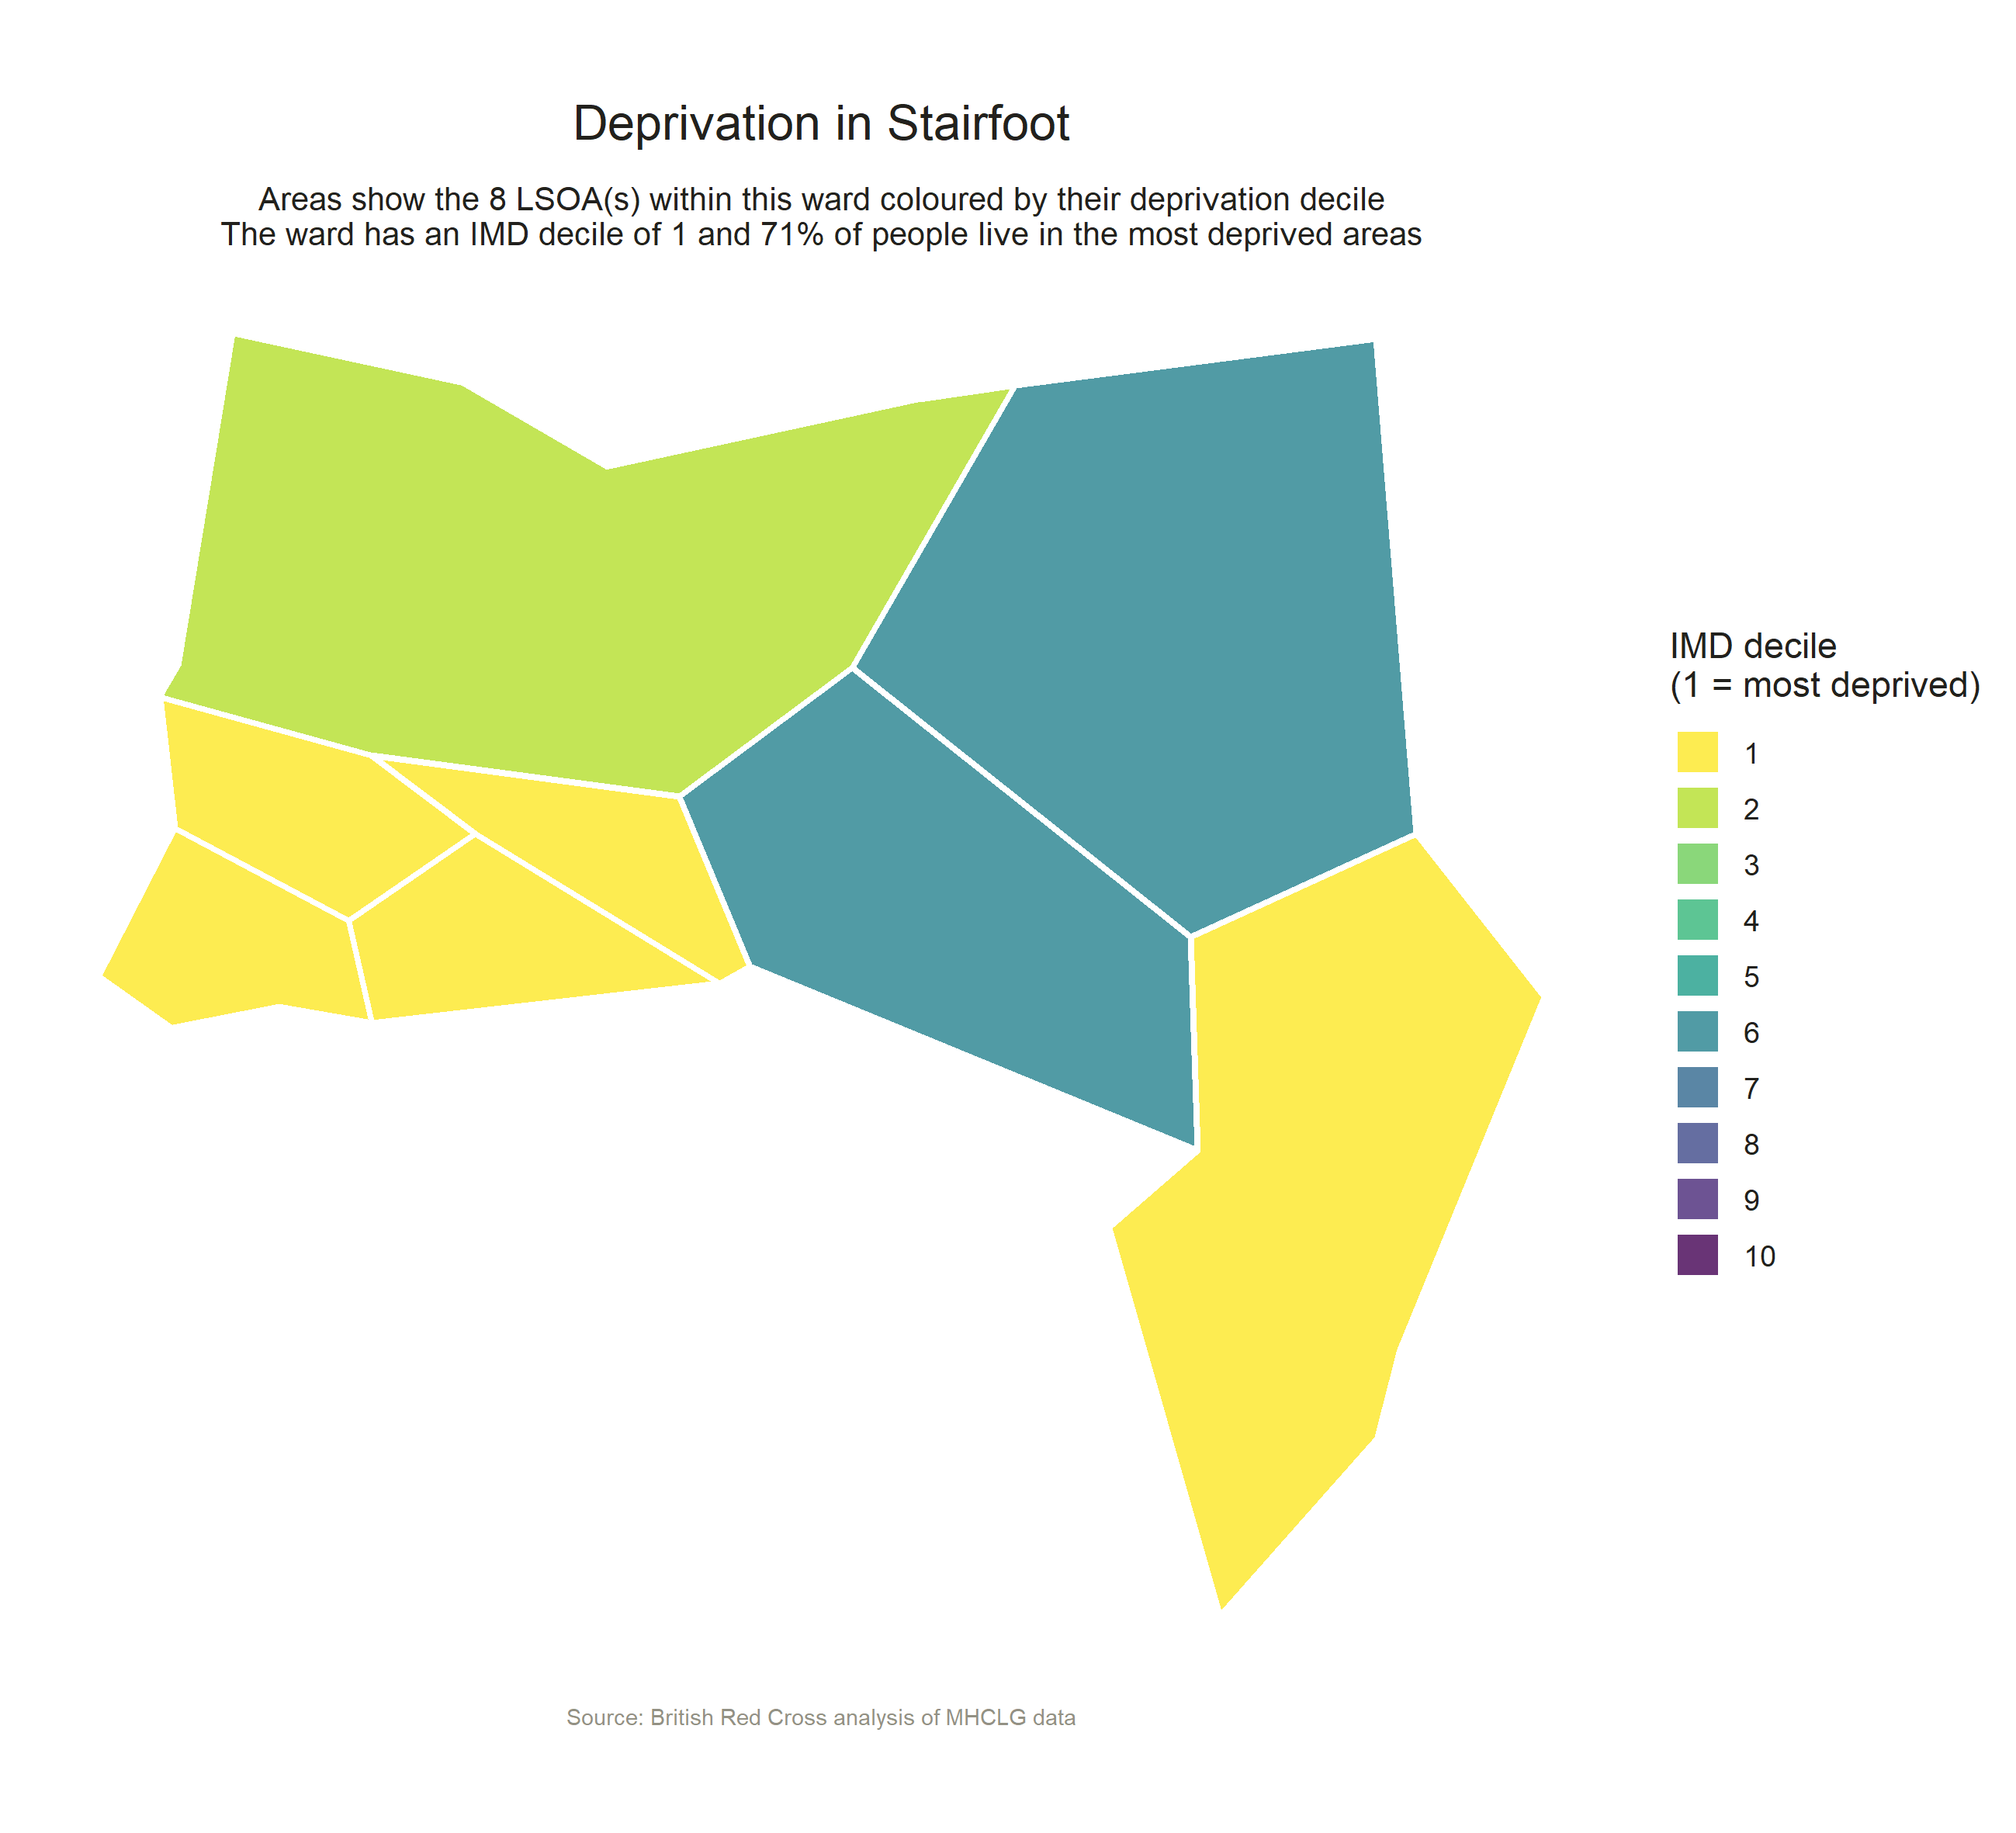 Deprivation in Stairfoot
Areas show the 8 LSOA(s) within this ward coloured by their deprivation decile
The ward has an IMD decile of 1 and 71% of people live in the most deprived areas
IMD decile
(1 = most deprived)
1
2
3
4
5
6
7
8
9
10
Source: British Red Cross analysis of MHCLG data